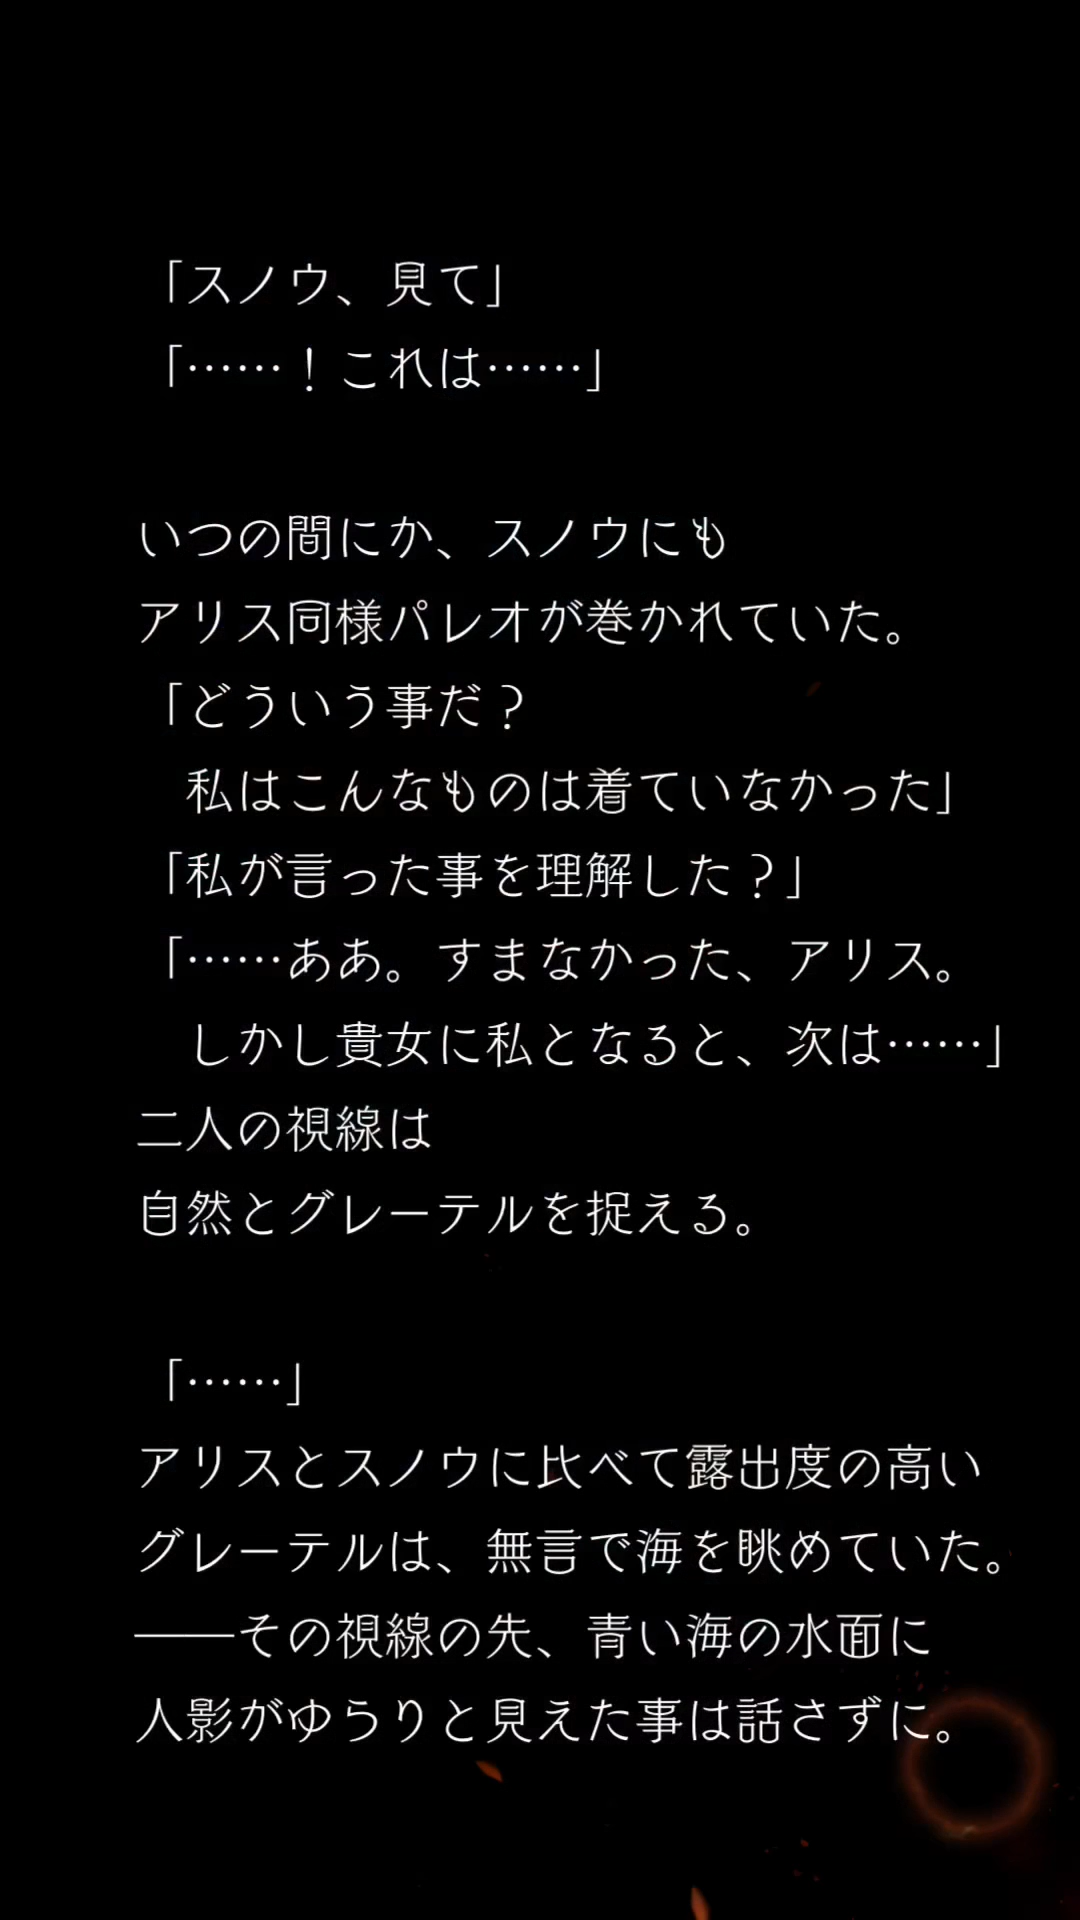 「スノウ、見て」
「……！これは……」
いつの間にか、スノウにも
アリス同様パレオが巻かれていた。
「どういう事だ？
私はこんなものは着ていなかった」
「私が言った事を理解した？」
「……ああ。すまなかった、アリス。
しかし貴女に私となると、次は……」
二人の視線は
自然とグレーテルを捉える。
「……」
アリスとスノウに比べて露出度の高い
グレーテルは、無言で海を眺めていた。
――その視線の先、青い海の水面に
人影がゆらりと見えた事は話さずに。